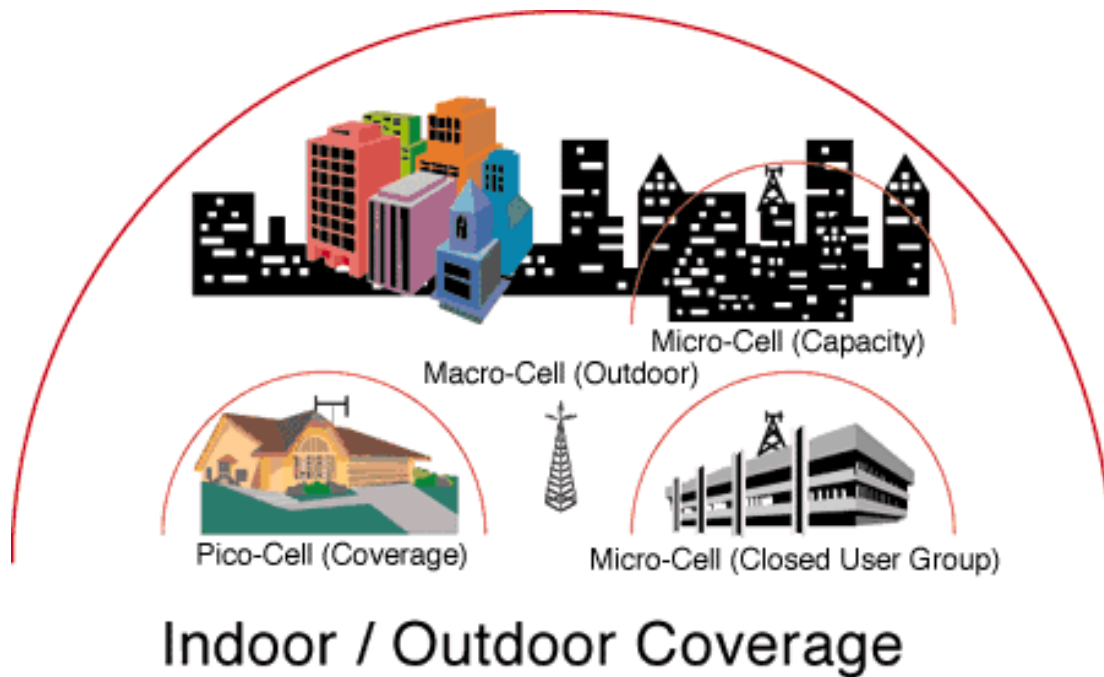 Micro-Cell (Capacity)
Macro-Cell (Outdoor)
Pico-Cell (Coverage)
Micro-Cell (Closed User Group)
Indoor / Outdoor Coverage